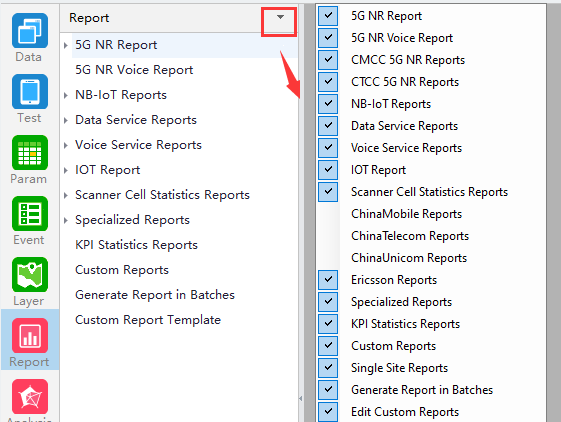 Data
Test
Param
Event
Layer
Report
Analysis
Report
5G NR Report
5G NR Voice Report
NB-IoT Reports
Data Service Reports
Voice Service Reports
IOT Report
Scanner Cell Statistics Reports
Specialized Reports
KPI Statistics Reports
Custom Reports
Generate Report in Batches
Custom Report Template
5G NR Report
5G NR Voice Report
CMCC 5G NR Reports
CTCC 5G NR Reports
NB-IoT Reports
Data Service Reports
Voice Service Reports
IOT Report
Scanner Cell Statistics Reports
ChinaMobile Reports
ChinaTelecom Reports
ChinaUnicom Reports
Ericsson Reports
Specialized Reports
KPI Statistics Reports
Custom Reports
Single Site Reports
Generate Report in Batches
Edit Custom Reports